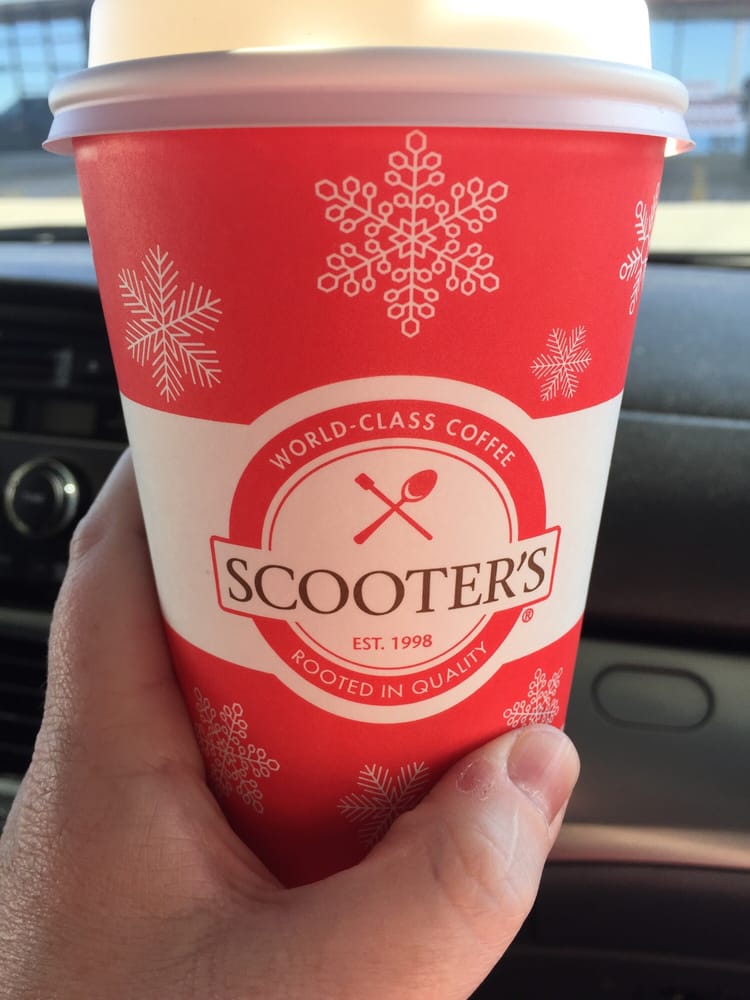 WORLD-CLASS COFFEE
SCOOTER'S
®
EST. 1998
ROOTED IN QUALITY